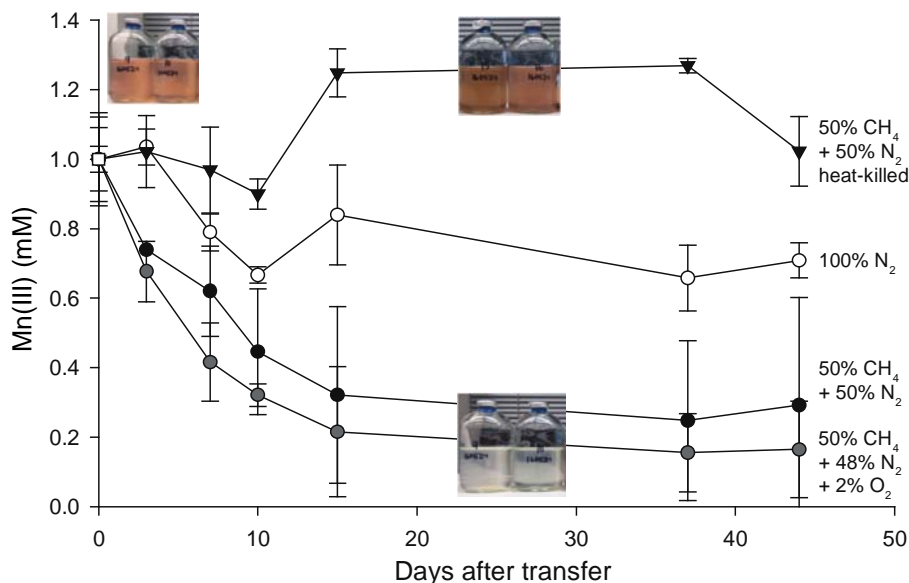 1.4
1.2
1.0
0.8
0.6
0.4
0.2
0.0
Mn(III) (mM)
50% CH₄
+ 50% N₂
heat-killed
100% N₂
50% CH₄
+ 50% N₂
50% CH₄
+ 48% N₂
+ 2% O₂
0 10 20 30 40 50
Days after transfer